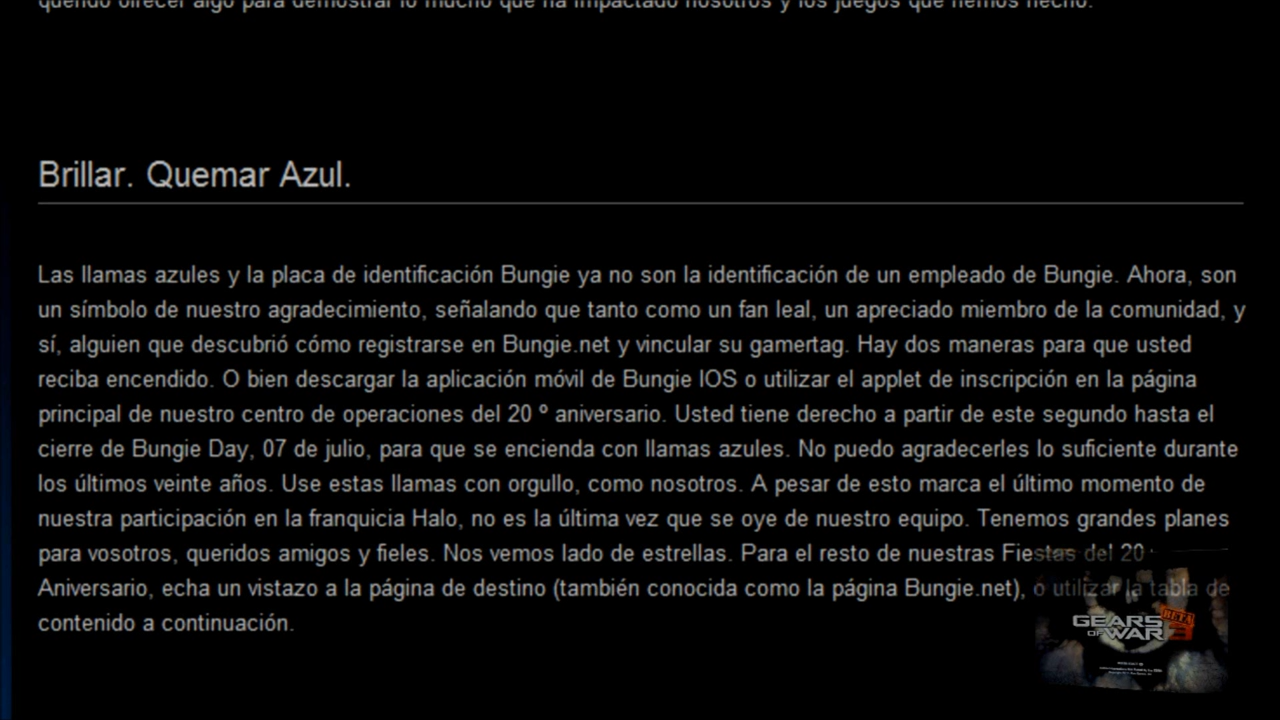 querido ofrecer algo para demostrar lo mucho que ha impactado nosotros y los juegos que hemos hecho.
Brillar. Quemar Azul.
Las llamas azules y la placa de identificación Bungie ya no son la identificación de un empleado de Bungie. Ahora, son
un símbolo de nuestro agradecimiento, señalando que tanto como un fan leal, un apreciado miembro de la comunidad, y
sí, alguien que descubrió cómo registrarse en Bungie.net y vincular su gamertag. Hay dos maneras para que usted
reciba encendido. O bien descargar la aplicación móvil de Bungie IOS o utilizar el applet de inscripción en la página
principal de nuestro centro de operaciones del 20 º aniversario. Usted tiene derecho a partir de este segundo hasta el
cierre de Bungie Day, 07 de julio, para que se encienda con llamas azules. No puedo agradecerles lo suficiente durante
los últimos veinte años. Use estas llamas con orgullo, como nosotros. A pesar de esto marca el último momento de
nuestra participación en la franquicia Halo, no es la última vez que se oye de nuestro equipo. Tenemos grandes planes
para vosotros, queridos amigos y fieles. Nos vemos lado de estrellas. Para el resto de nuestras Fiestas del 20
Aniversario, echa un vistazo a la página de destino (también conocida como la página Bungie.net), o utilizar la tabla de
contenido a continuación.
GEARS
OF WAR
BETA